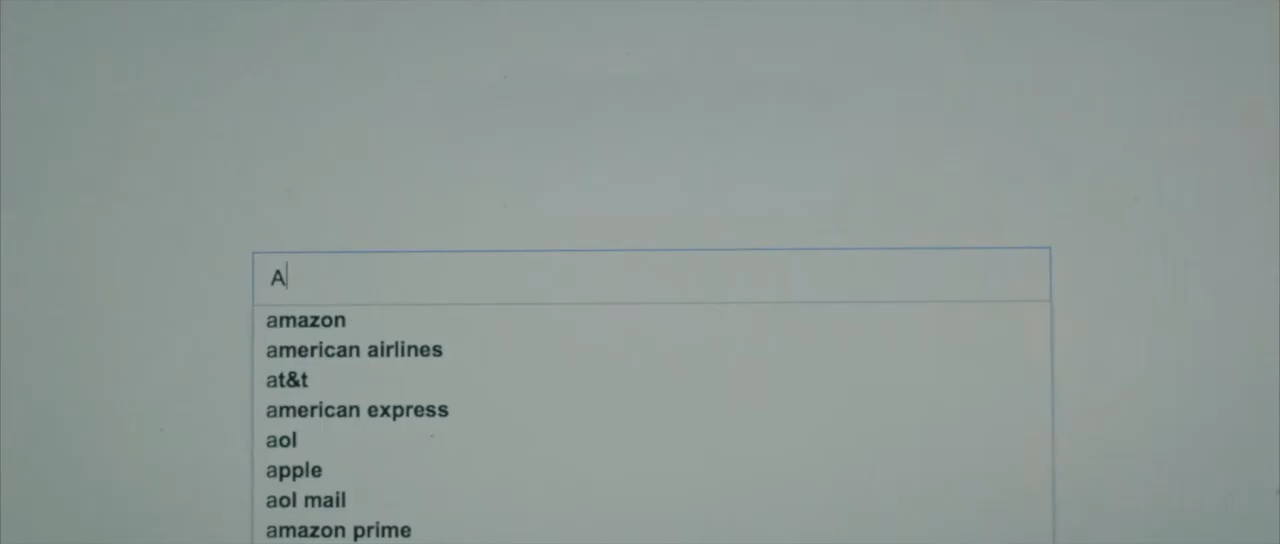 A
amazon
american airlines
at&t
american express
aol
apple
aol mail
amazon prime